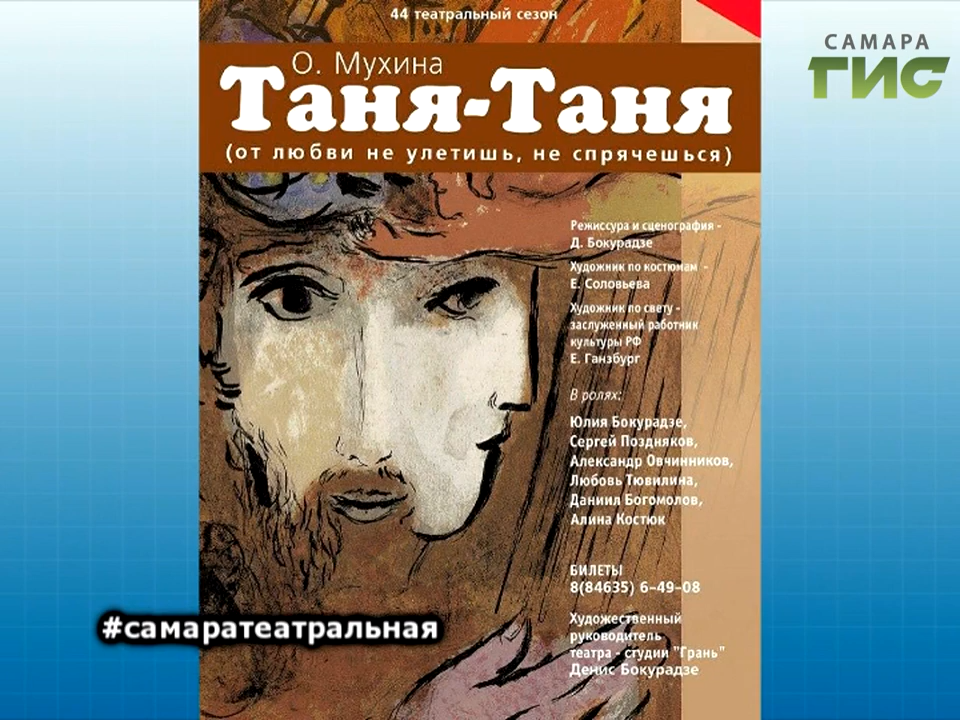 44 театральный сезон
О. Мухина
Таня-Таня
(от любви не улетишь, не спрячешься)
САМАРА
ГИС
Режиссура и сценография -
Д. Бокурадзе
Художник по костюмам -
Е. Соловьева
Художник по свету -
заслуженный работник
культуры РФ
Е. Ганзбург
В ролях:
Юлия Бокурадзе,
Сергей Поздняков,
Александр Овчинников,
Любовь Тювилина,
Даниил Богомолов,
Алина Костюк
БИЛЕТЫ
8(84635) 6-49-08
Художественный
руководитель
театра - студии "Грань"
Денис Бокурадзе
#самаратеатральная